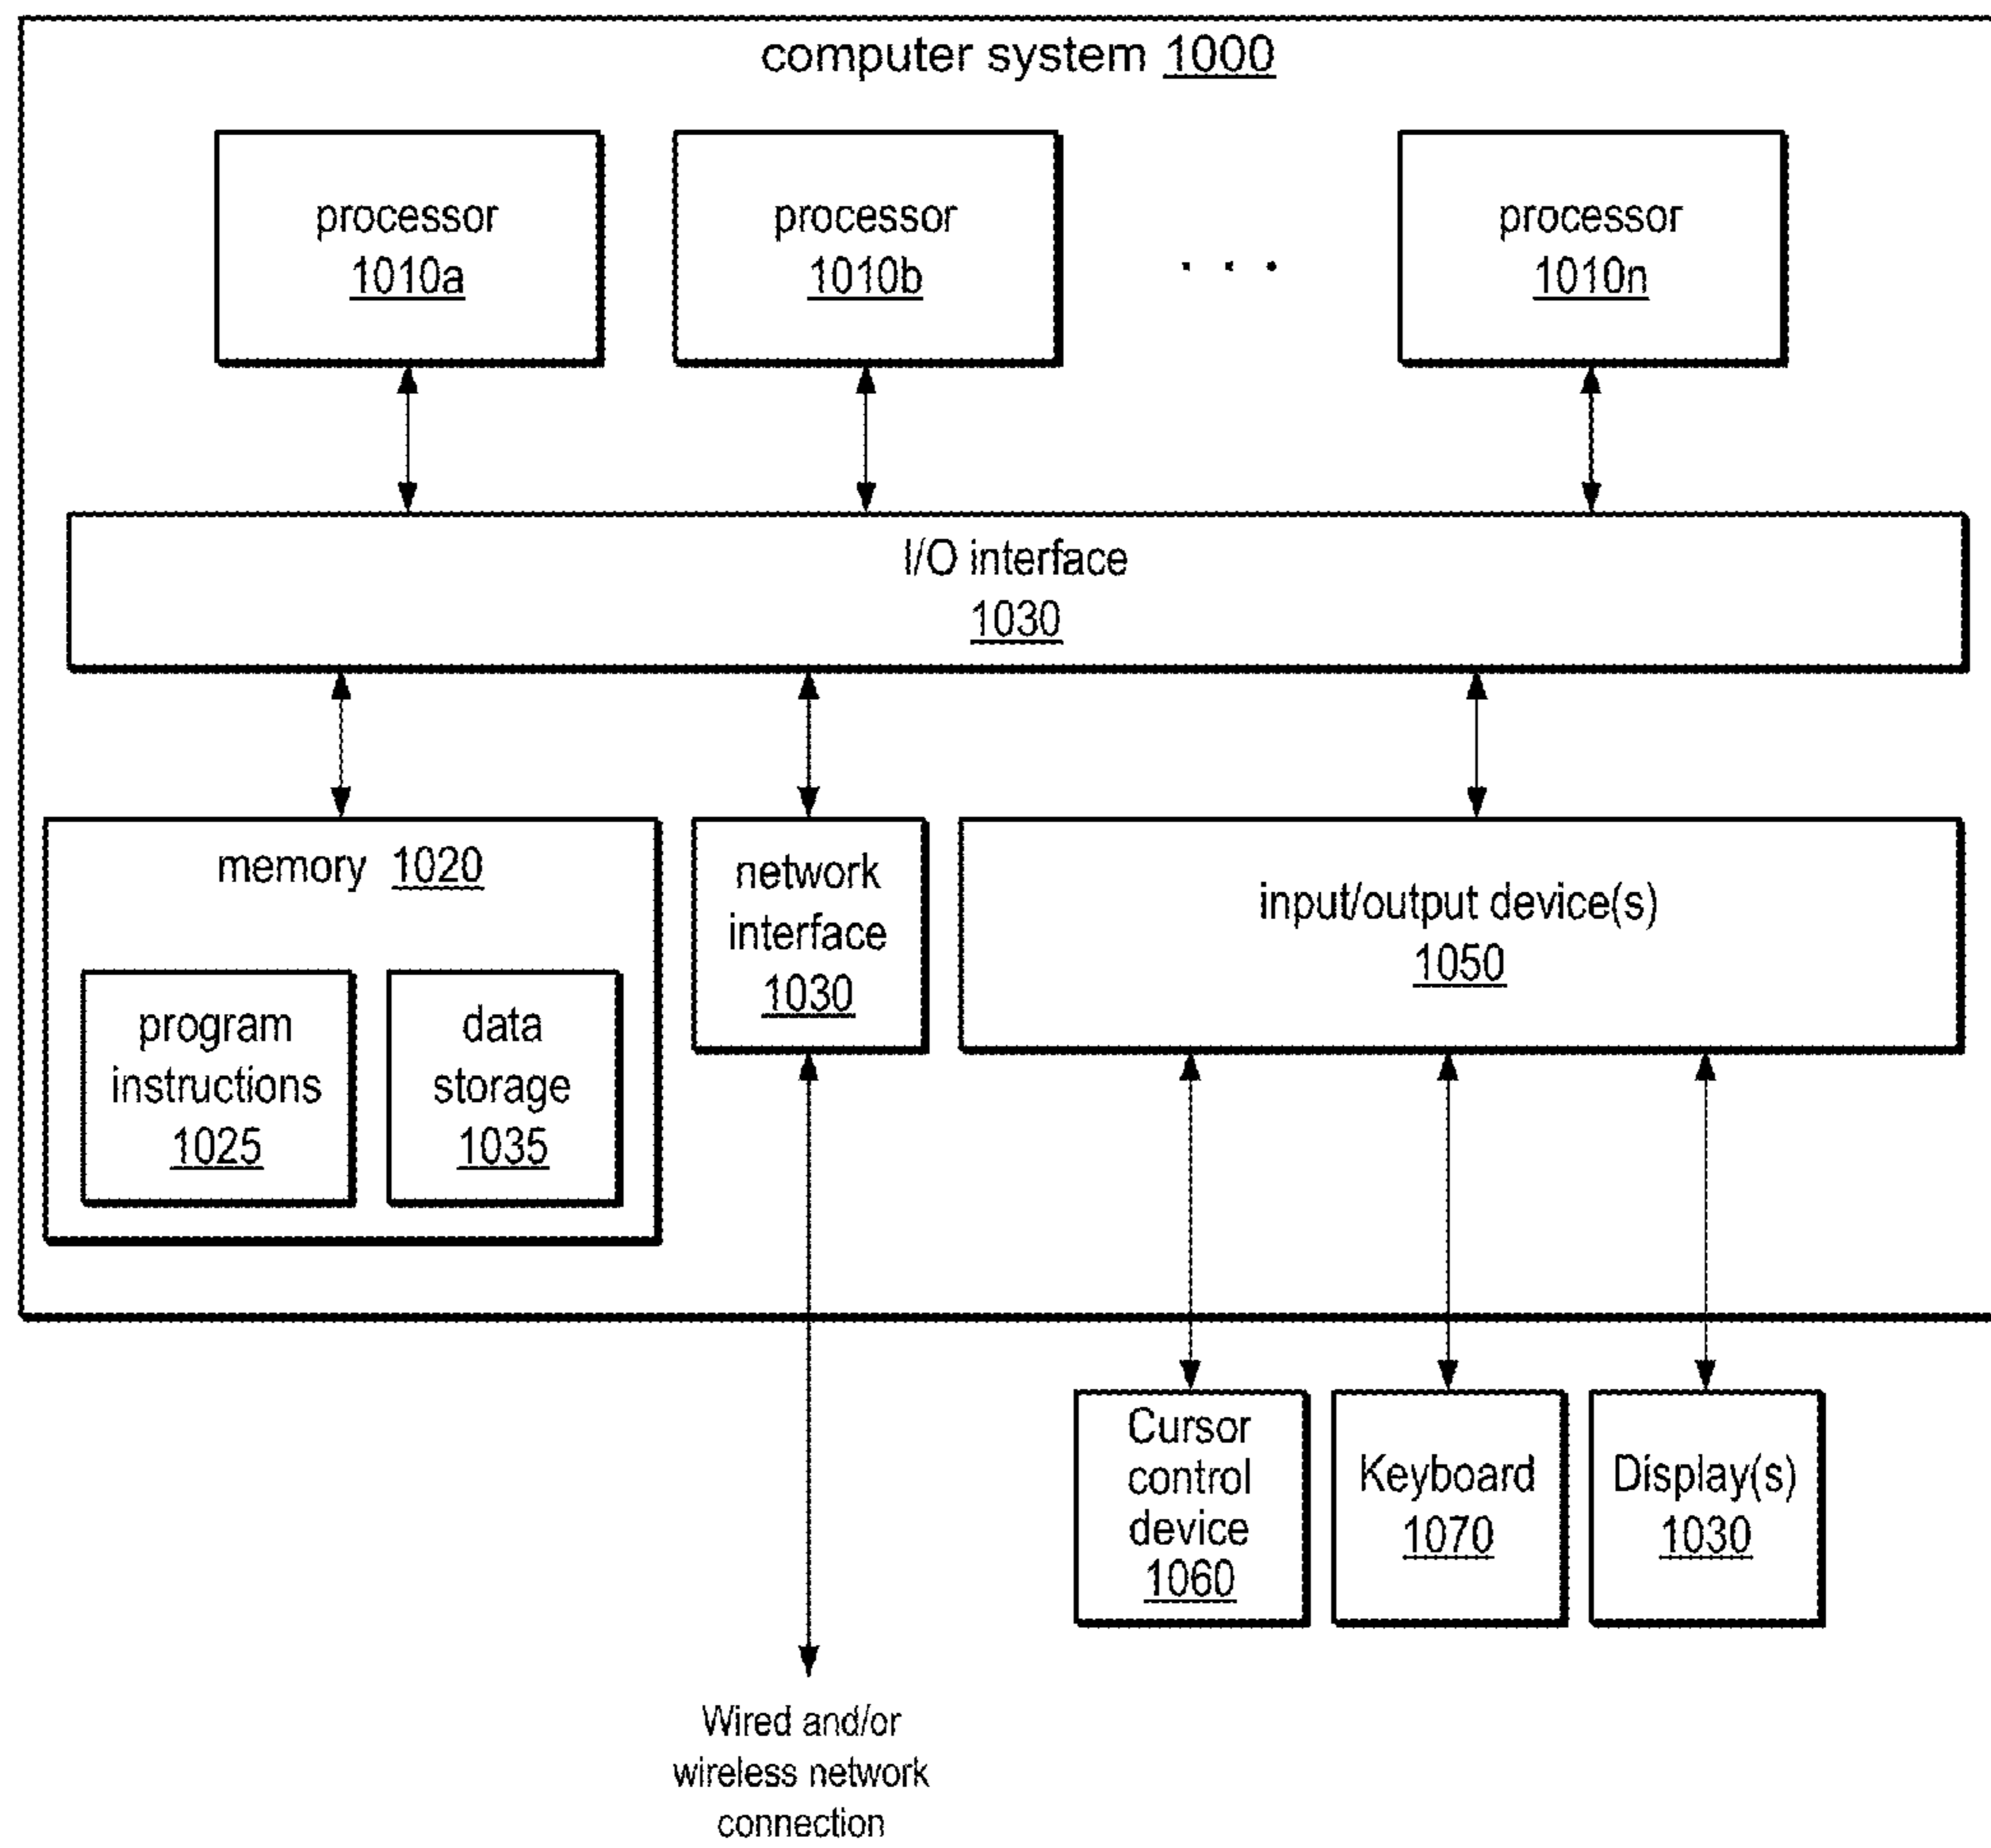 computer system 1000
processor
1010a
processor
1010b
. . .
processor
1010n
I/O interface
1030
memory 1020
program
instructions
1025
data
storage
1035
network
interface
1030
input/output device(s)
1050
Cursor
control
device
1060
Keyboard
1070
Display(s)
1030
Wired and/or
wireless network
connection